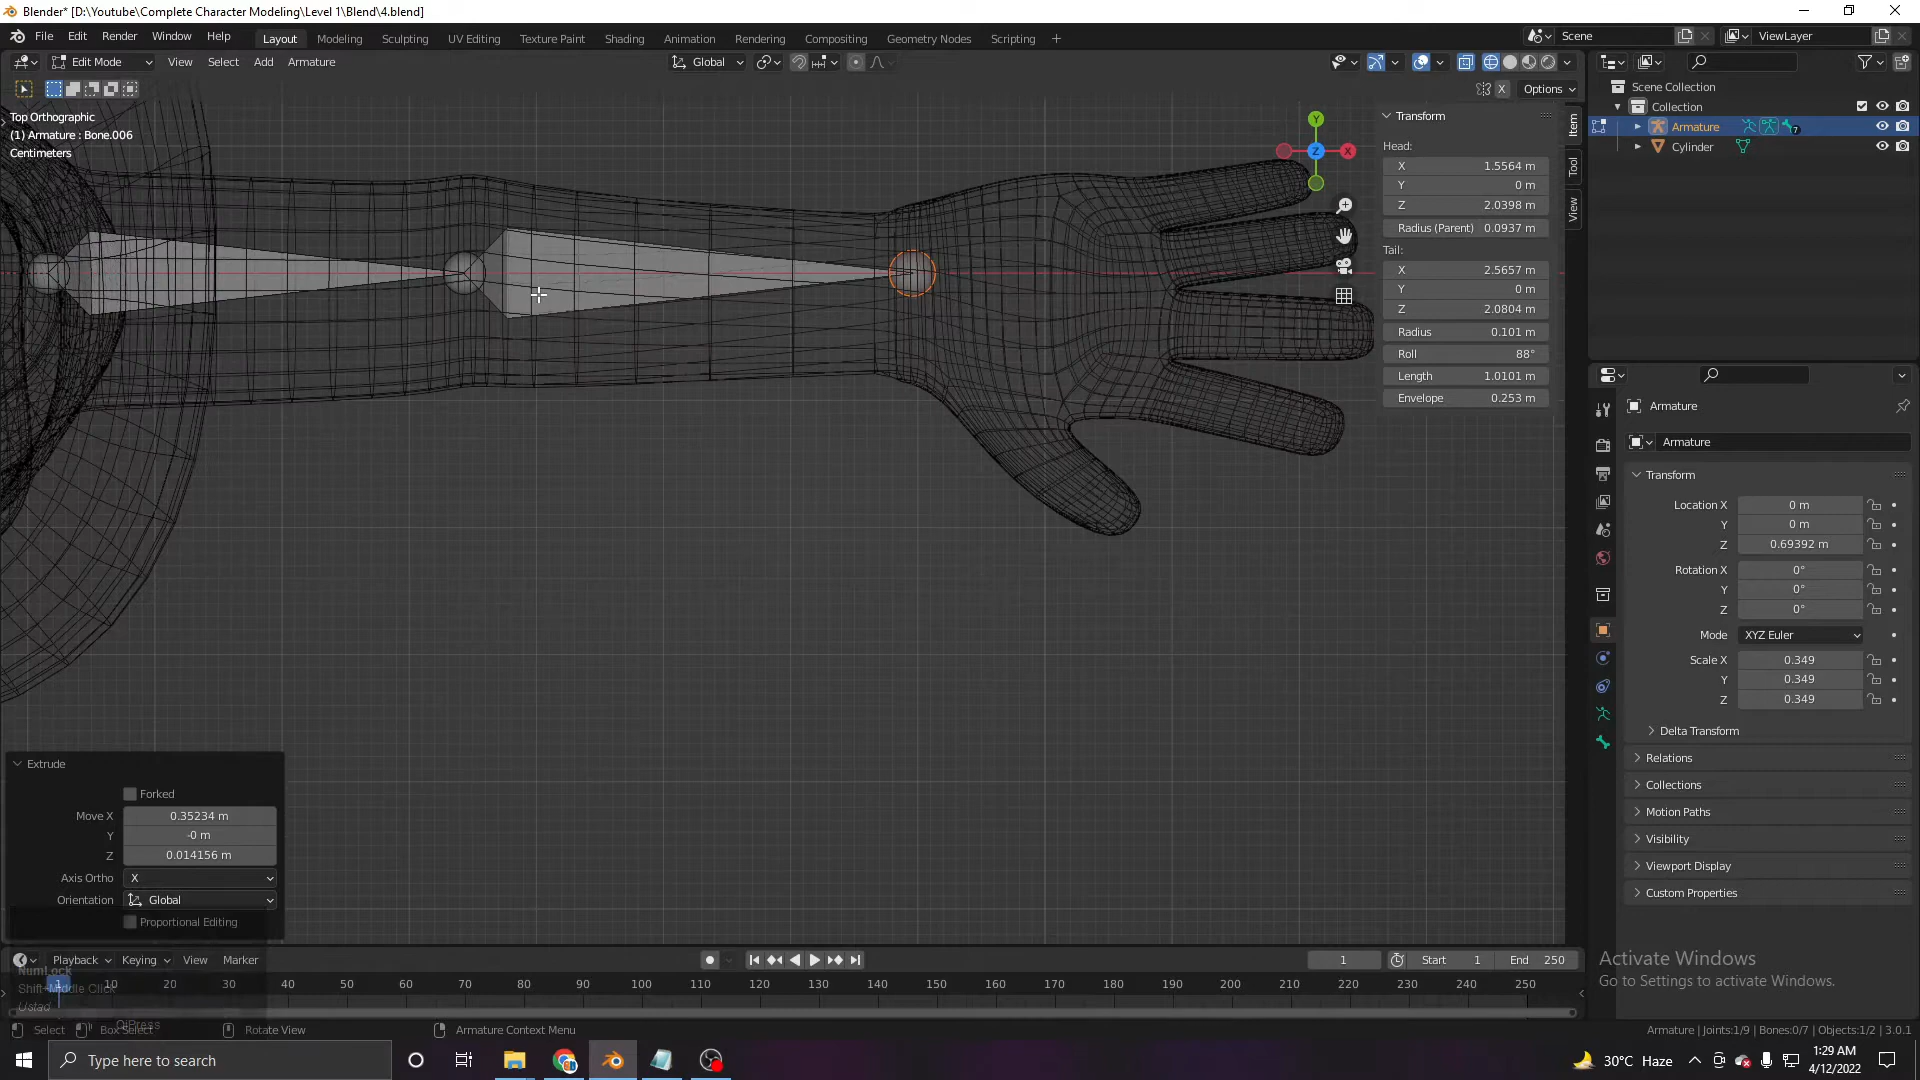 Blender* [D:\Youtube\Complete Character Modeling\Level 1\Blend\4.blend]
File Edit Render Window Help Layout Modeling Sculpting UV Editing Texture Paint Shading Animation Rendering Compositing Geometry Nodes Scripting + Scene ViewLayer
Edit Mode View Select Add Armature Global
X Options
Top Orthographic
(1) Armature : Bone.006
Centimeters
Y
Z X
Transform
Head:
X 1.5564 m
Y 0 m
Z 2.0398 m
Radius (Parent) 0.0937 m
Tail:
X 2.5657 m
Y 0 m
Z 2.0804 m
Radius 0.101 m
Roll 88°
Length 1.0101 m
Envelope 0.253 m
Item
Tool
View
Scene Collection
Collection
Armature 7
Cylinder
Armature
Armature
Transform
Location X 0 m
Y 0 m
Z 0.69392 m
Rotation X 0°
Y 0°
Z 0°
Mode XYZ Euler
Scale X 0.349
Y 0.349
Z 0.349
Delta Transform
Relations
Collections
Motion Paths
Visibility
Viewport Display
Custom Properties
Extrude
Forked
Move X 0.35234 m
Y -0 m
Z 0.014156 m
Axis Ortho X
Orientation Global
Proportional Editing
Playback Keying View Marker 1 Start 1 End 250
NumLock
1 10 20 30 40 50 60 70 80 90 100 110 120 130 140 150 160 170 180 190 200 210 220 230 240 250
Shift+Middle Click
Ustad
Select Box Select Rotate View Armature Context Menu
Armature | Joints:1/9 | Bones:0/7 | Objects:1/2 | 3.0.1
Activate Windows
Go to Settings to activate Windows.
Type here to search
30°C Haze
1:29 AM
4/12/2022